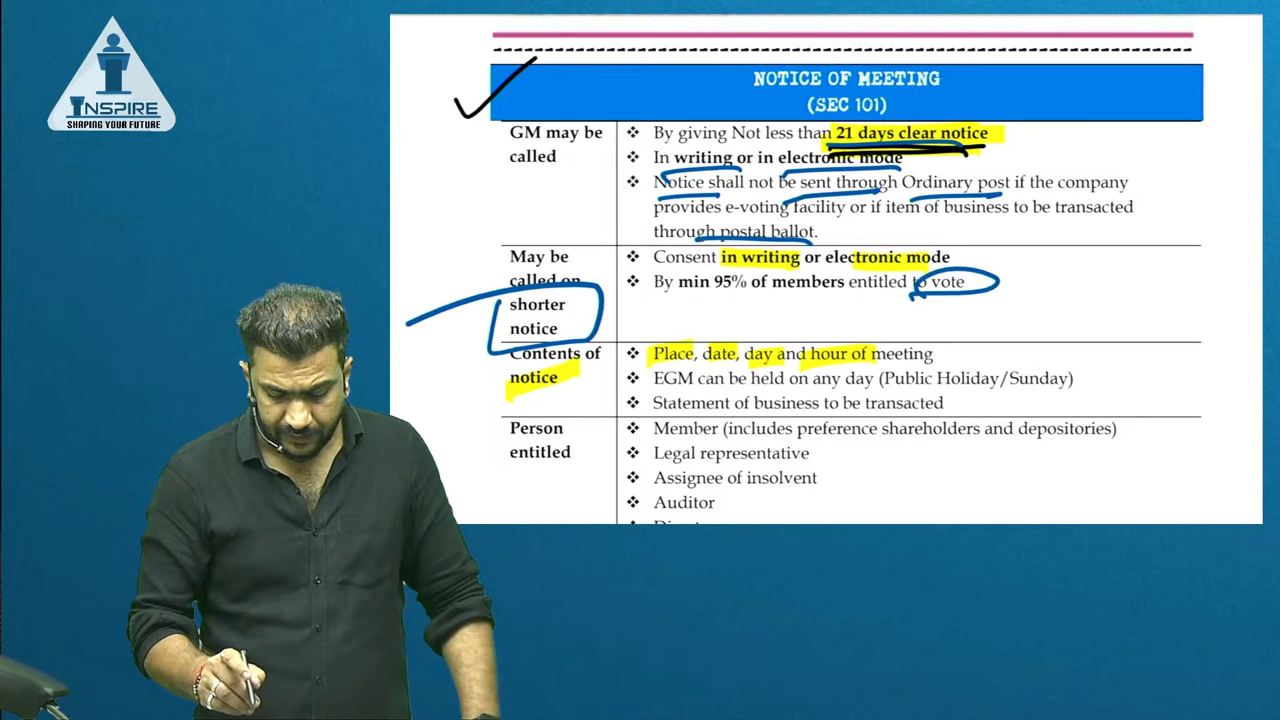 INSPIRE
SHAPING YOUR FUTURE
NOTICE OF MEETING
(SEC 101)
GM may be called
❖ By giving Not less than 21 days clear notice
❖ In writing or in electronic mode
❖ Notice shall not be sent through Ordinary post if the company
provides e-voting facility or if item of business to be transacted
through postal ballot.
May be
called on
shorter
notice
❖ Consent in writing or electronic mode
❖ By min 95% of members entitled to vote
Contents of
notice
❖ Place, date, day and hour of meeting
❖ EGM can be held on any day (Public Holiday/Sunday)
❖ Statement of business to be transacted
Person
entitled
❖ Member (includes preference shareholders and depositories)
❖ Legal representative
❖ Assignee of insolvent
❖ Auditor